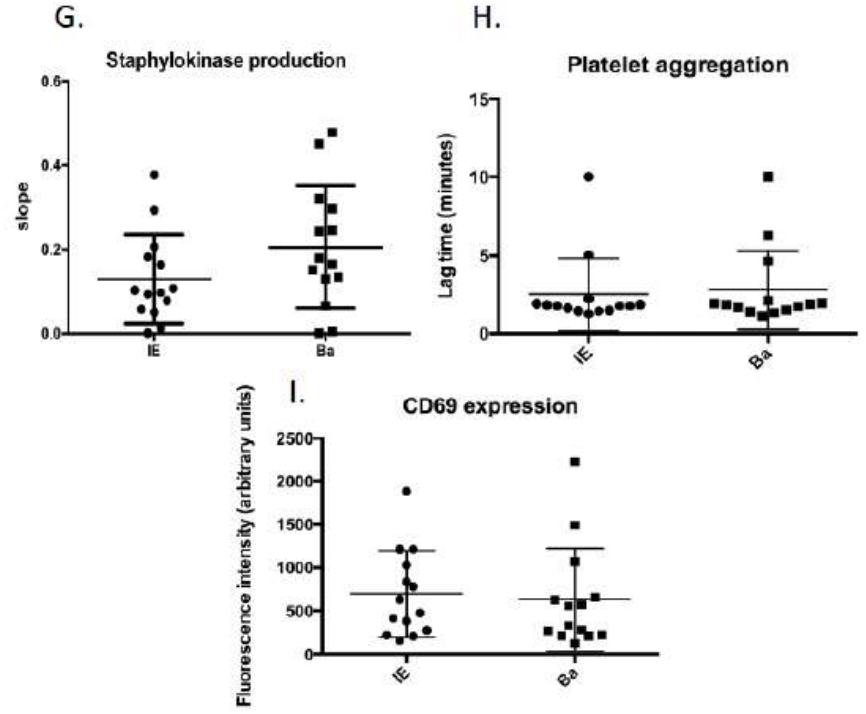 G.
Staphylokinase production
0.6
0.4
0.2
0.0
slope
IE
Ba
H.
Platelet aggregation
15
10
5
0
Lag time (minutes)
IE
Ba
I.
CD69 expression
2500
2000
1500
1000
500
0
Fluorescence intensity (arbitrary units)
IE
Ba